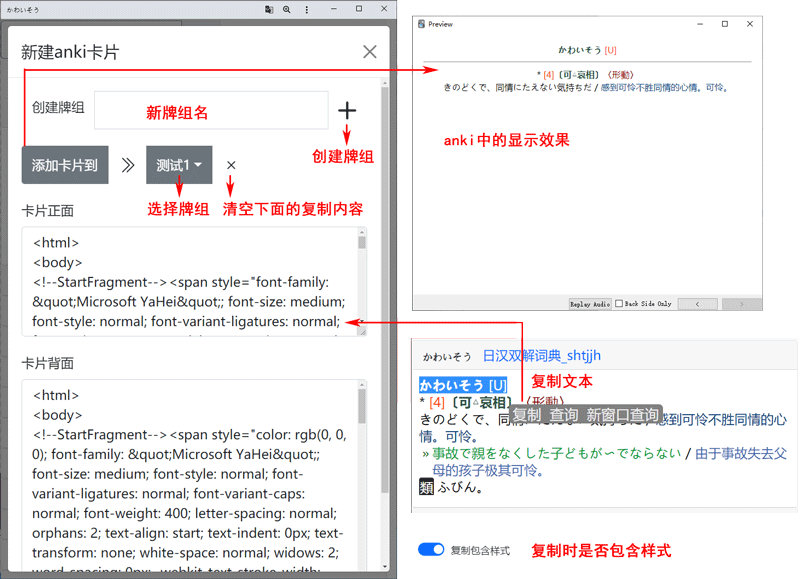 かわいそう
新建anki卡片
创建牌组
新牌组名
创建牌组
添加卡片到
测试1
选择牌组
清空下面的复制内容
卡片正面
<html>
<body>
<!--StartFragment--><span style="font-family:
&quot;Microsoft YaHei&quot;; font-size: medium;
font-style: normal; font-variant-ligatures: normal;
卡片背面
<html>
<body>
<!--StartFragment--><span style="color: rgb(0, 0,
0); font-family: &quot;Microsoft YaHei&quot;;
font-size: medium; font-style: normal; font-
variant-ligatures: normal; font-variant-caps:
normal; font-weight: 400; letter-spacing: normal;
orphans: 2; text-align: start; text-indent: 0px; text-
transform: none; white-space: normal; widows: 2;
word-spacing: 0px; -webkit-text-stroke-width:
Preview
かわいそう [U]
* [4]〔可△哀相〕〈形動〉
きのどくで、同情にたえない気持ちだ / 感到可怜不胜同情的心情。可怜。
anki中的显示效果
Replay Audio
Back Side Only
<
>
かわいそう 日汉双解词典_shtjjh
かわいそう [U]
复制文本
* [4]〔可△哀相〕〈形動〉
复制 查询 新窗口查询
きのどくで、同情にたえない気持ちだ / 感到可怜不胜同情的心
情。可怜。
» 事故で親をなくした子どもが〜でならない / 由于事故失去父
母的孩子极其可怜。
類 ふびん。
复制包含样式
复制时是否包含样式